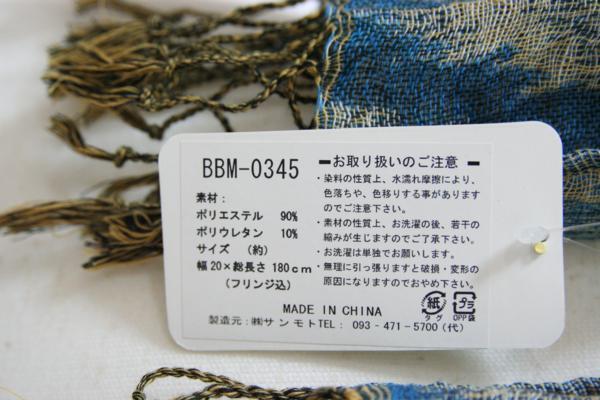 BBM-0345
素材：
ポリエステル 90%
ポリウレタン 10%
サイズ （約）
幅20×総長さ180cm
（フリンジ込）
ーお取り扱いのご注意ー
・染料の性質上、水濡れ摩擦により、
色落ちや、色移りする事があります
のでご注意下さい。
・素材の性質上、お洗濯の後、若干の
縮みが生じますのでご了承下さい。
・お洗濯は単独でお願いします。
・無理に引っ張りますと破損・変形の
原因になりますのでおやめ下さい。
紙 プラ
タグ OPP袋
MADE IN CHINA
製造元：㈱サンモトTEL： 093-471-5700（代）